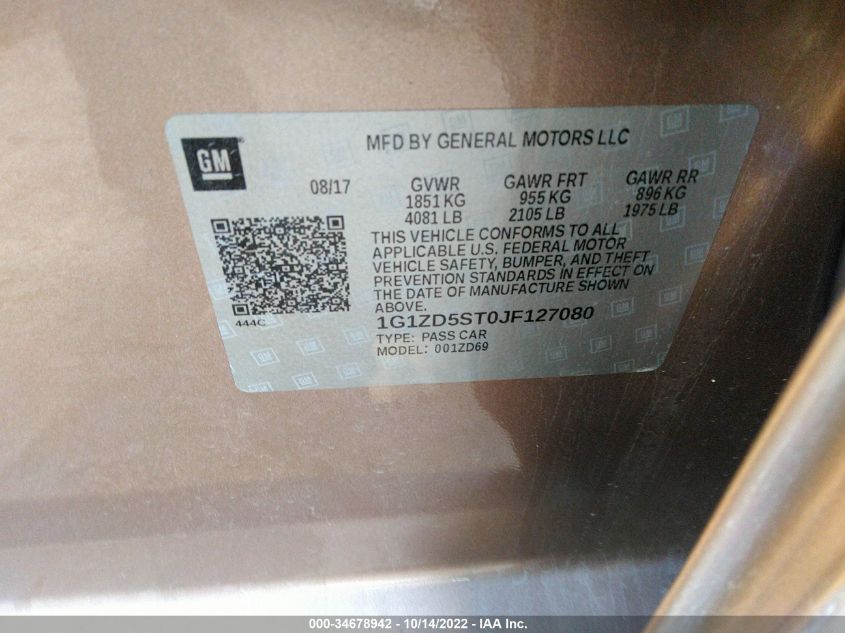 GM
MFD BY GENERAL MOTORS LLC
08/17 GVWR GAWR FRT GAWR RR
1851 KG 955 KG 896 KG
4081 LB 2105 LB 1975 LB
THIS VEHICLE CONFORMS TO ALL
APPLICABLE U.S. FEDERAL MOTOR
VEHICLE SAFETY, BUMPER, AND THEFT
PREVENTION STANDARDS IN EFFECT ON
THE DATE OF MANUFACTURE SHOWN
ABOVE.
444C
1G1ZD5ST0JF127080
TYPE: PASS CAR
MODEL: 001ZD69
000-34678942 - 10/14/2022 - IAA Inc.